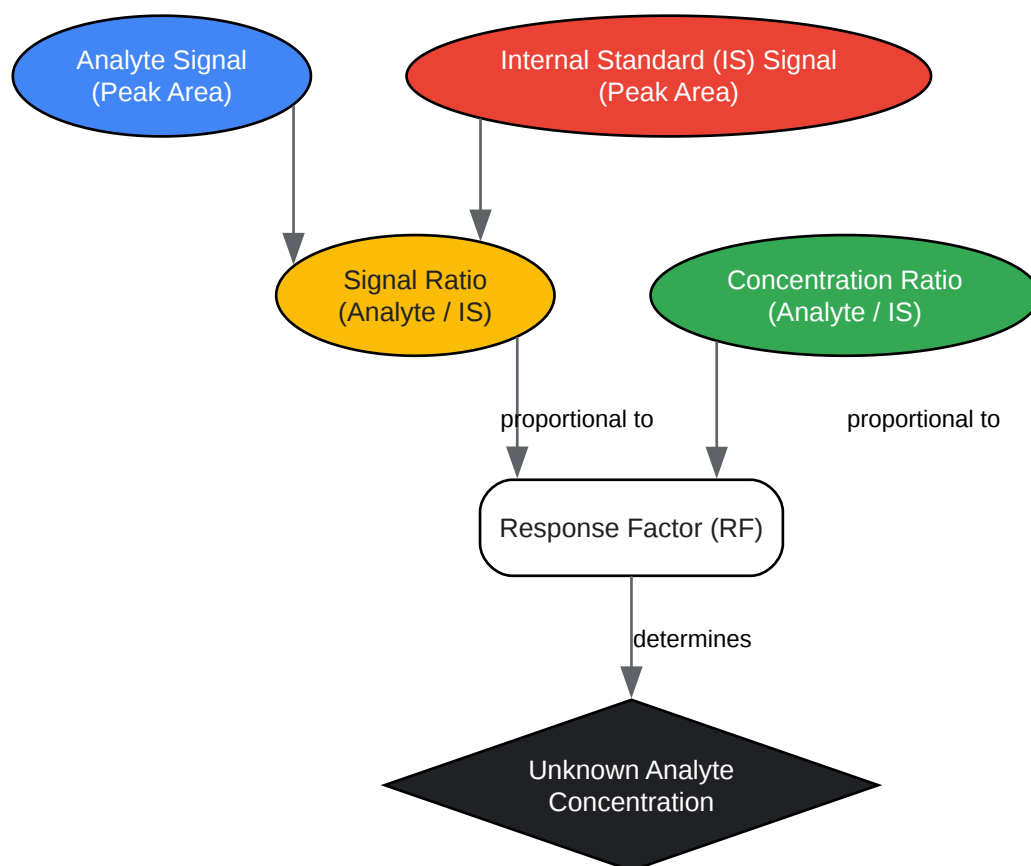 Analyte Signal
(Peak Area)
Internal Standard (IS) Signal
(Peak Area)
Signal Ratio
(Analyte / IS)
Concentration Ratio
(Analyte / IS)
proportional to
proportional to
Response Factor (RF)
determines
Unknown Analyte
Concentration